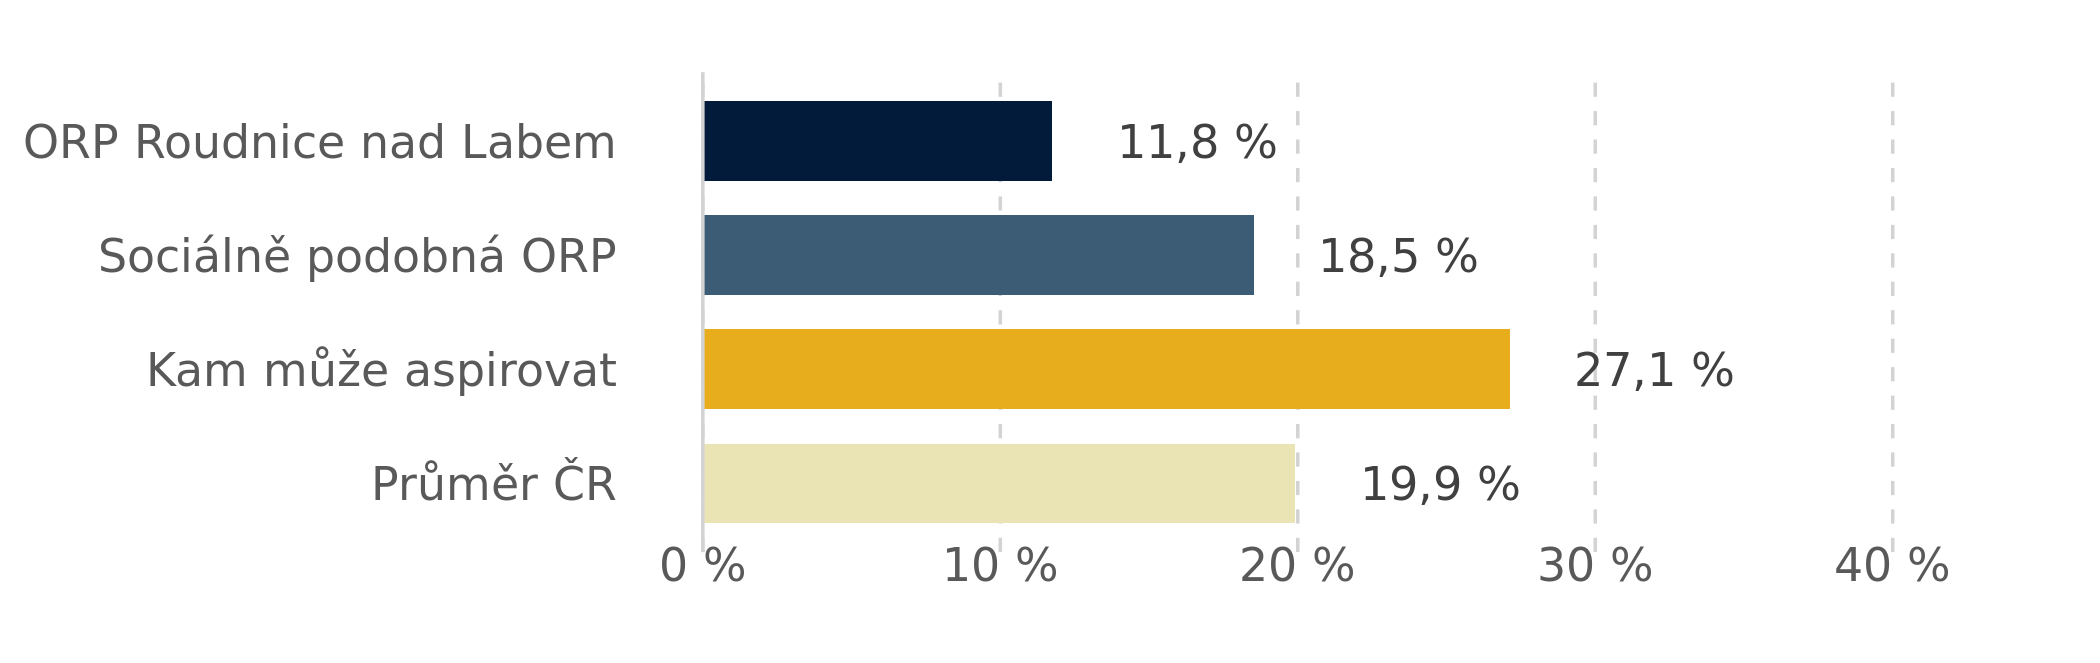 ORP Roudnice nad Labem 11,8 %
Sociálně podobná ORP 18,5 %
Kam může aspirovat 27,1 %
Průměr ČR 19,9 %
0 % 10 % 20 % 30 % 40 %